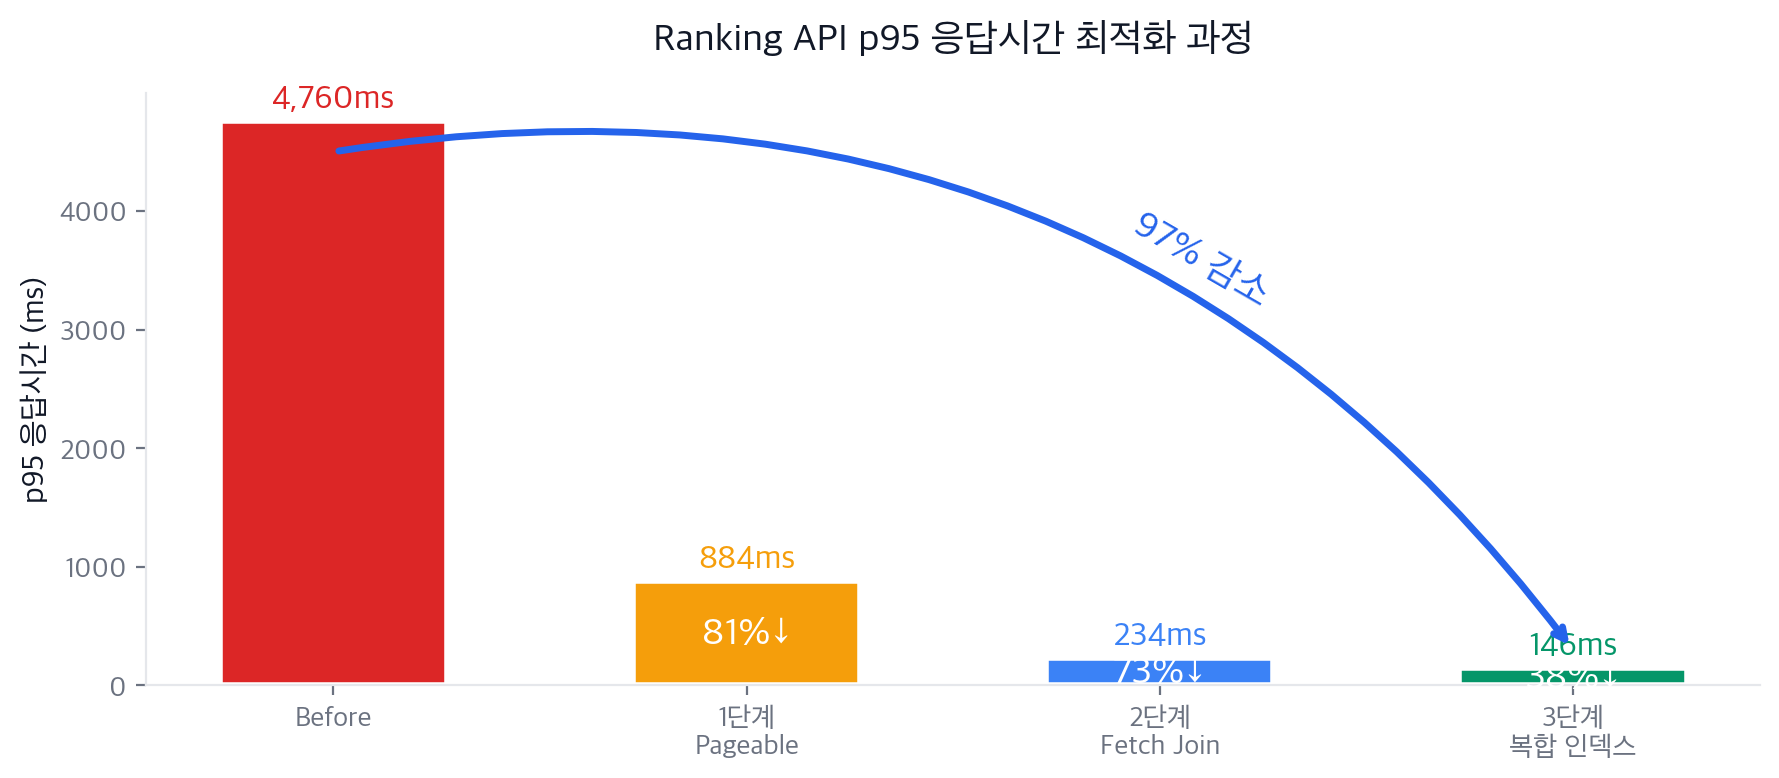 Ranking API p95 응답시간 최적화 과정
p95 응답시간 (ms)
4000
3000
2000
1000
0
4,760ms
97% 감소
884ms
81%↓
234ms
73%↓
146ms
38%↓
Before
1단계
Pageable
2단계
Fetch Join
3단계
복합 인덱스